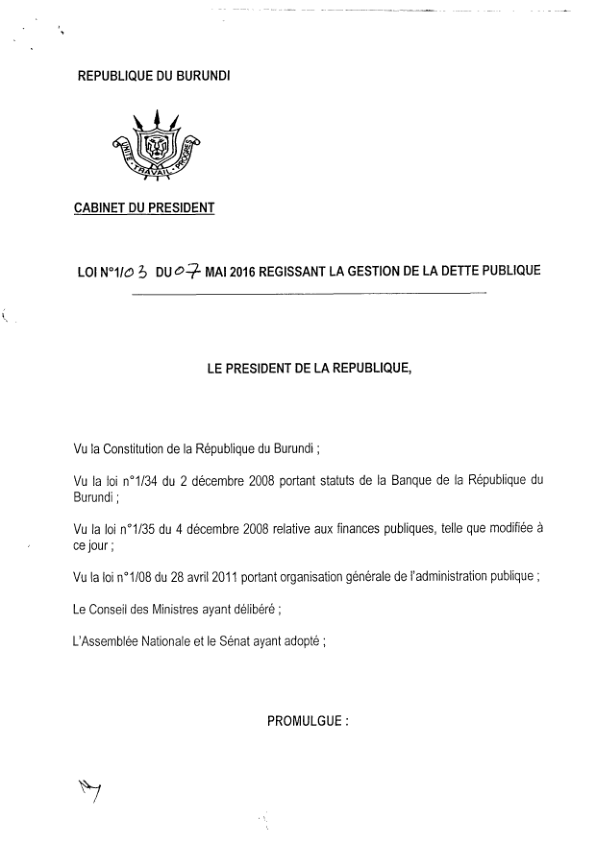 REPUBLIQUE DU BURUNDI
UNITE • TRAVAIL • PROGRES
CABINET DU PRESIDENT
LOI N°1/03 DU 07 MAI 2016 REGISSANT LA GESTION DE LA DETTE PUBLIQUE
LE PRESIDENT DE LA REPUBLIQUE,
Vu la Constitution de la République du Burundi ;
Vu la loi n°1/34 du 2 décembre 2008 portant statuts de la Banque de la République du
Burundi ;
Vu la loi n°1/35 du 4 décembre 2008 relative aux finances publiques, telle que modifiée à
ce jour ;
Vu la loi n°1/08 du 28 avril 2011 portant organisation générale de l'administration publique ;
Le Conseil des Ministres ayant délibéré ;
L'Assemblée Nationale et le Sénat ayant adopté ;
PROMULGUE :